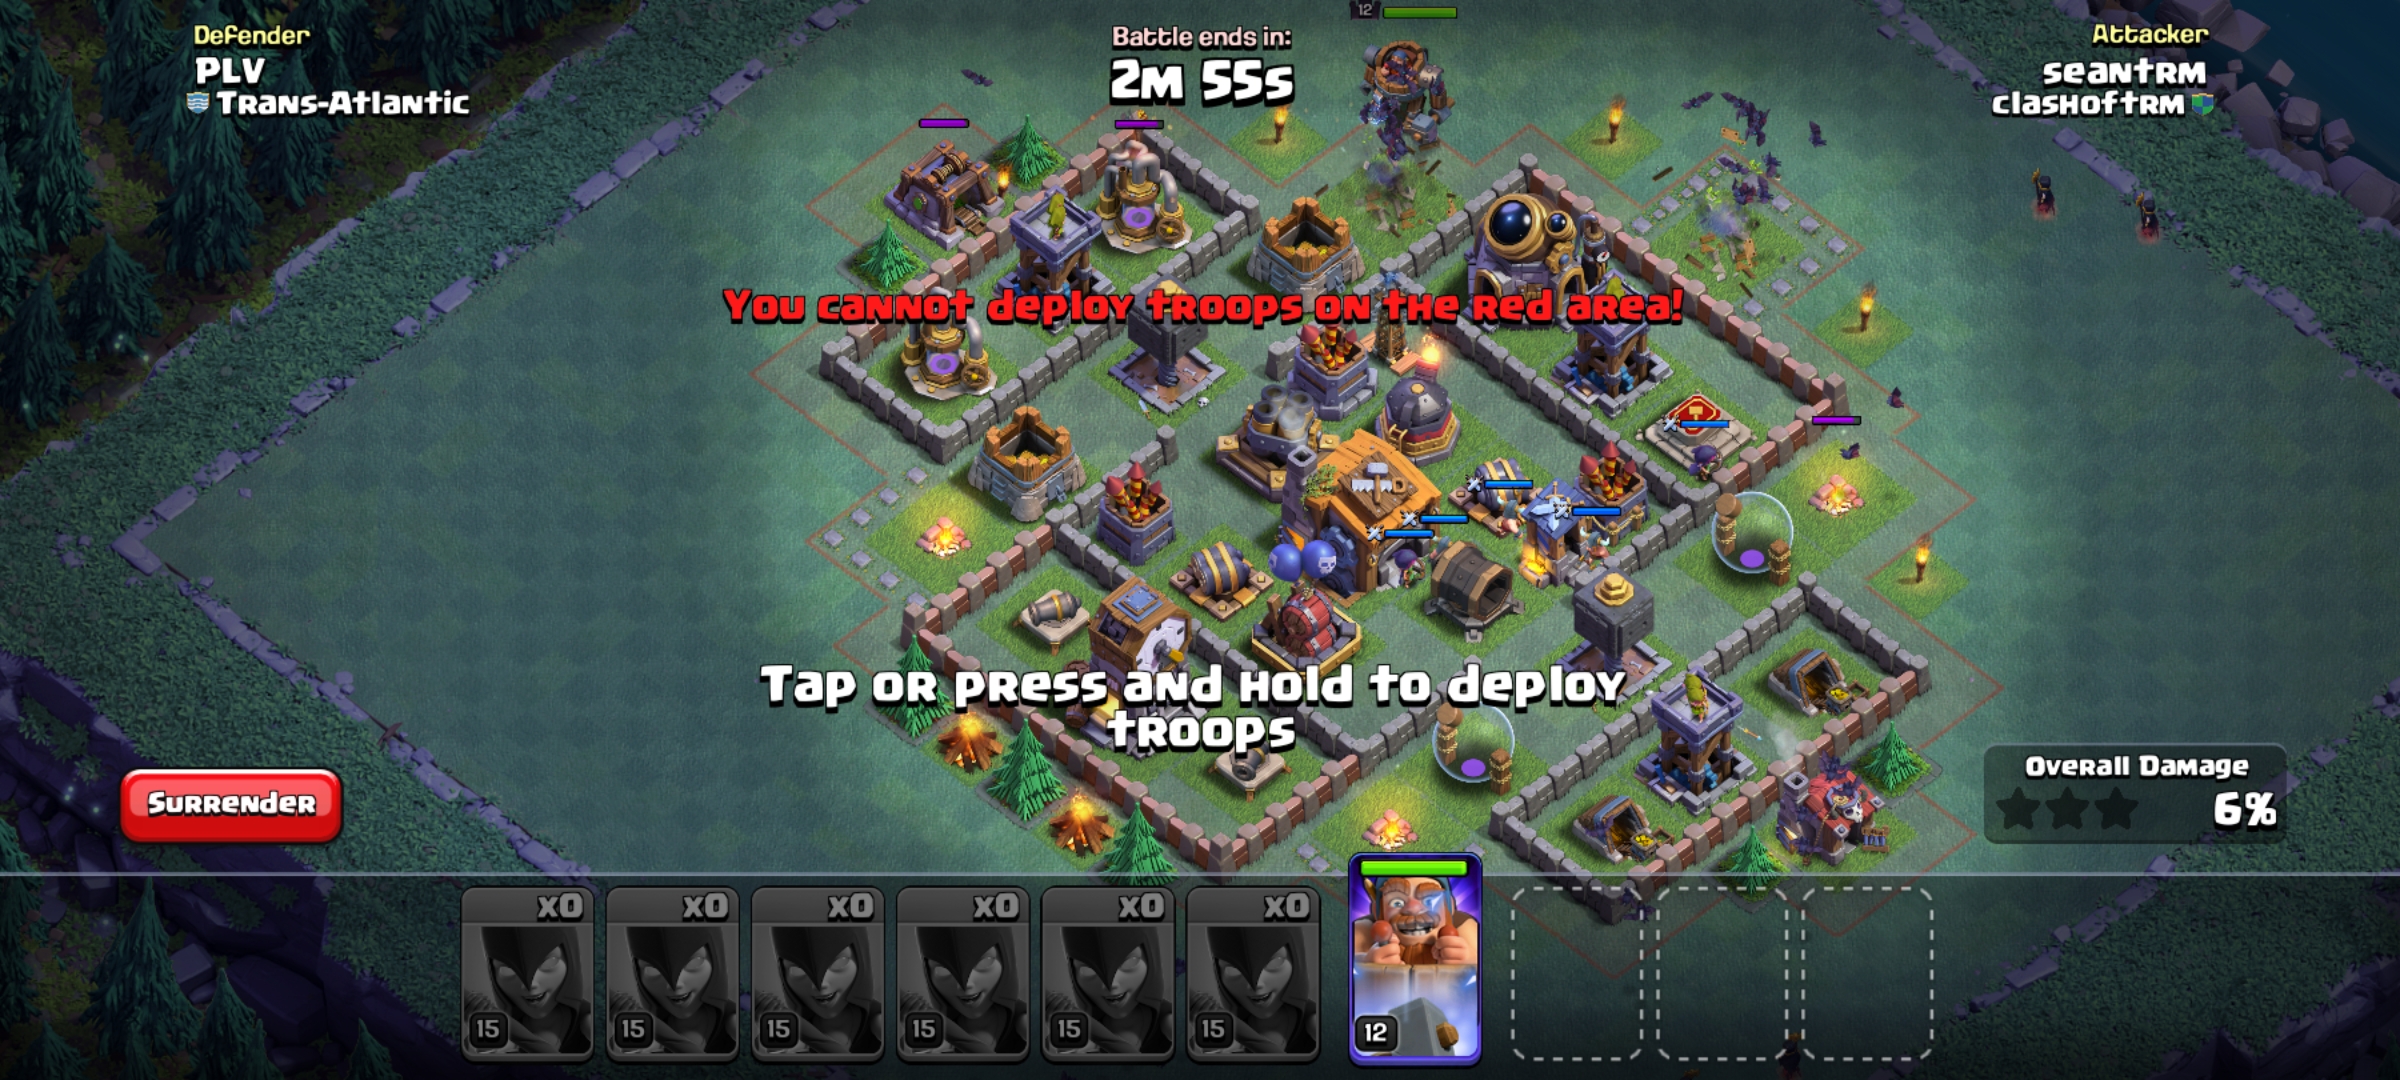 12
Defender
PLV
Trans-Atlantic
Battle ends in:
2M 55s
Attacker
seantrm
clashoftrm
You cannot deploy troops on the red area!
Tap or press and hold to deploy
troops
Surrender
Overall Damage
6%
x0 x0 x0 x0 x0 x0
15 15 15 15 15 15 12